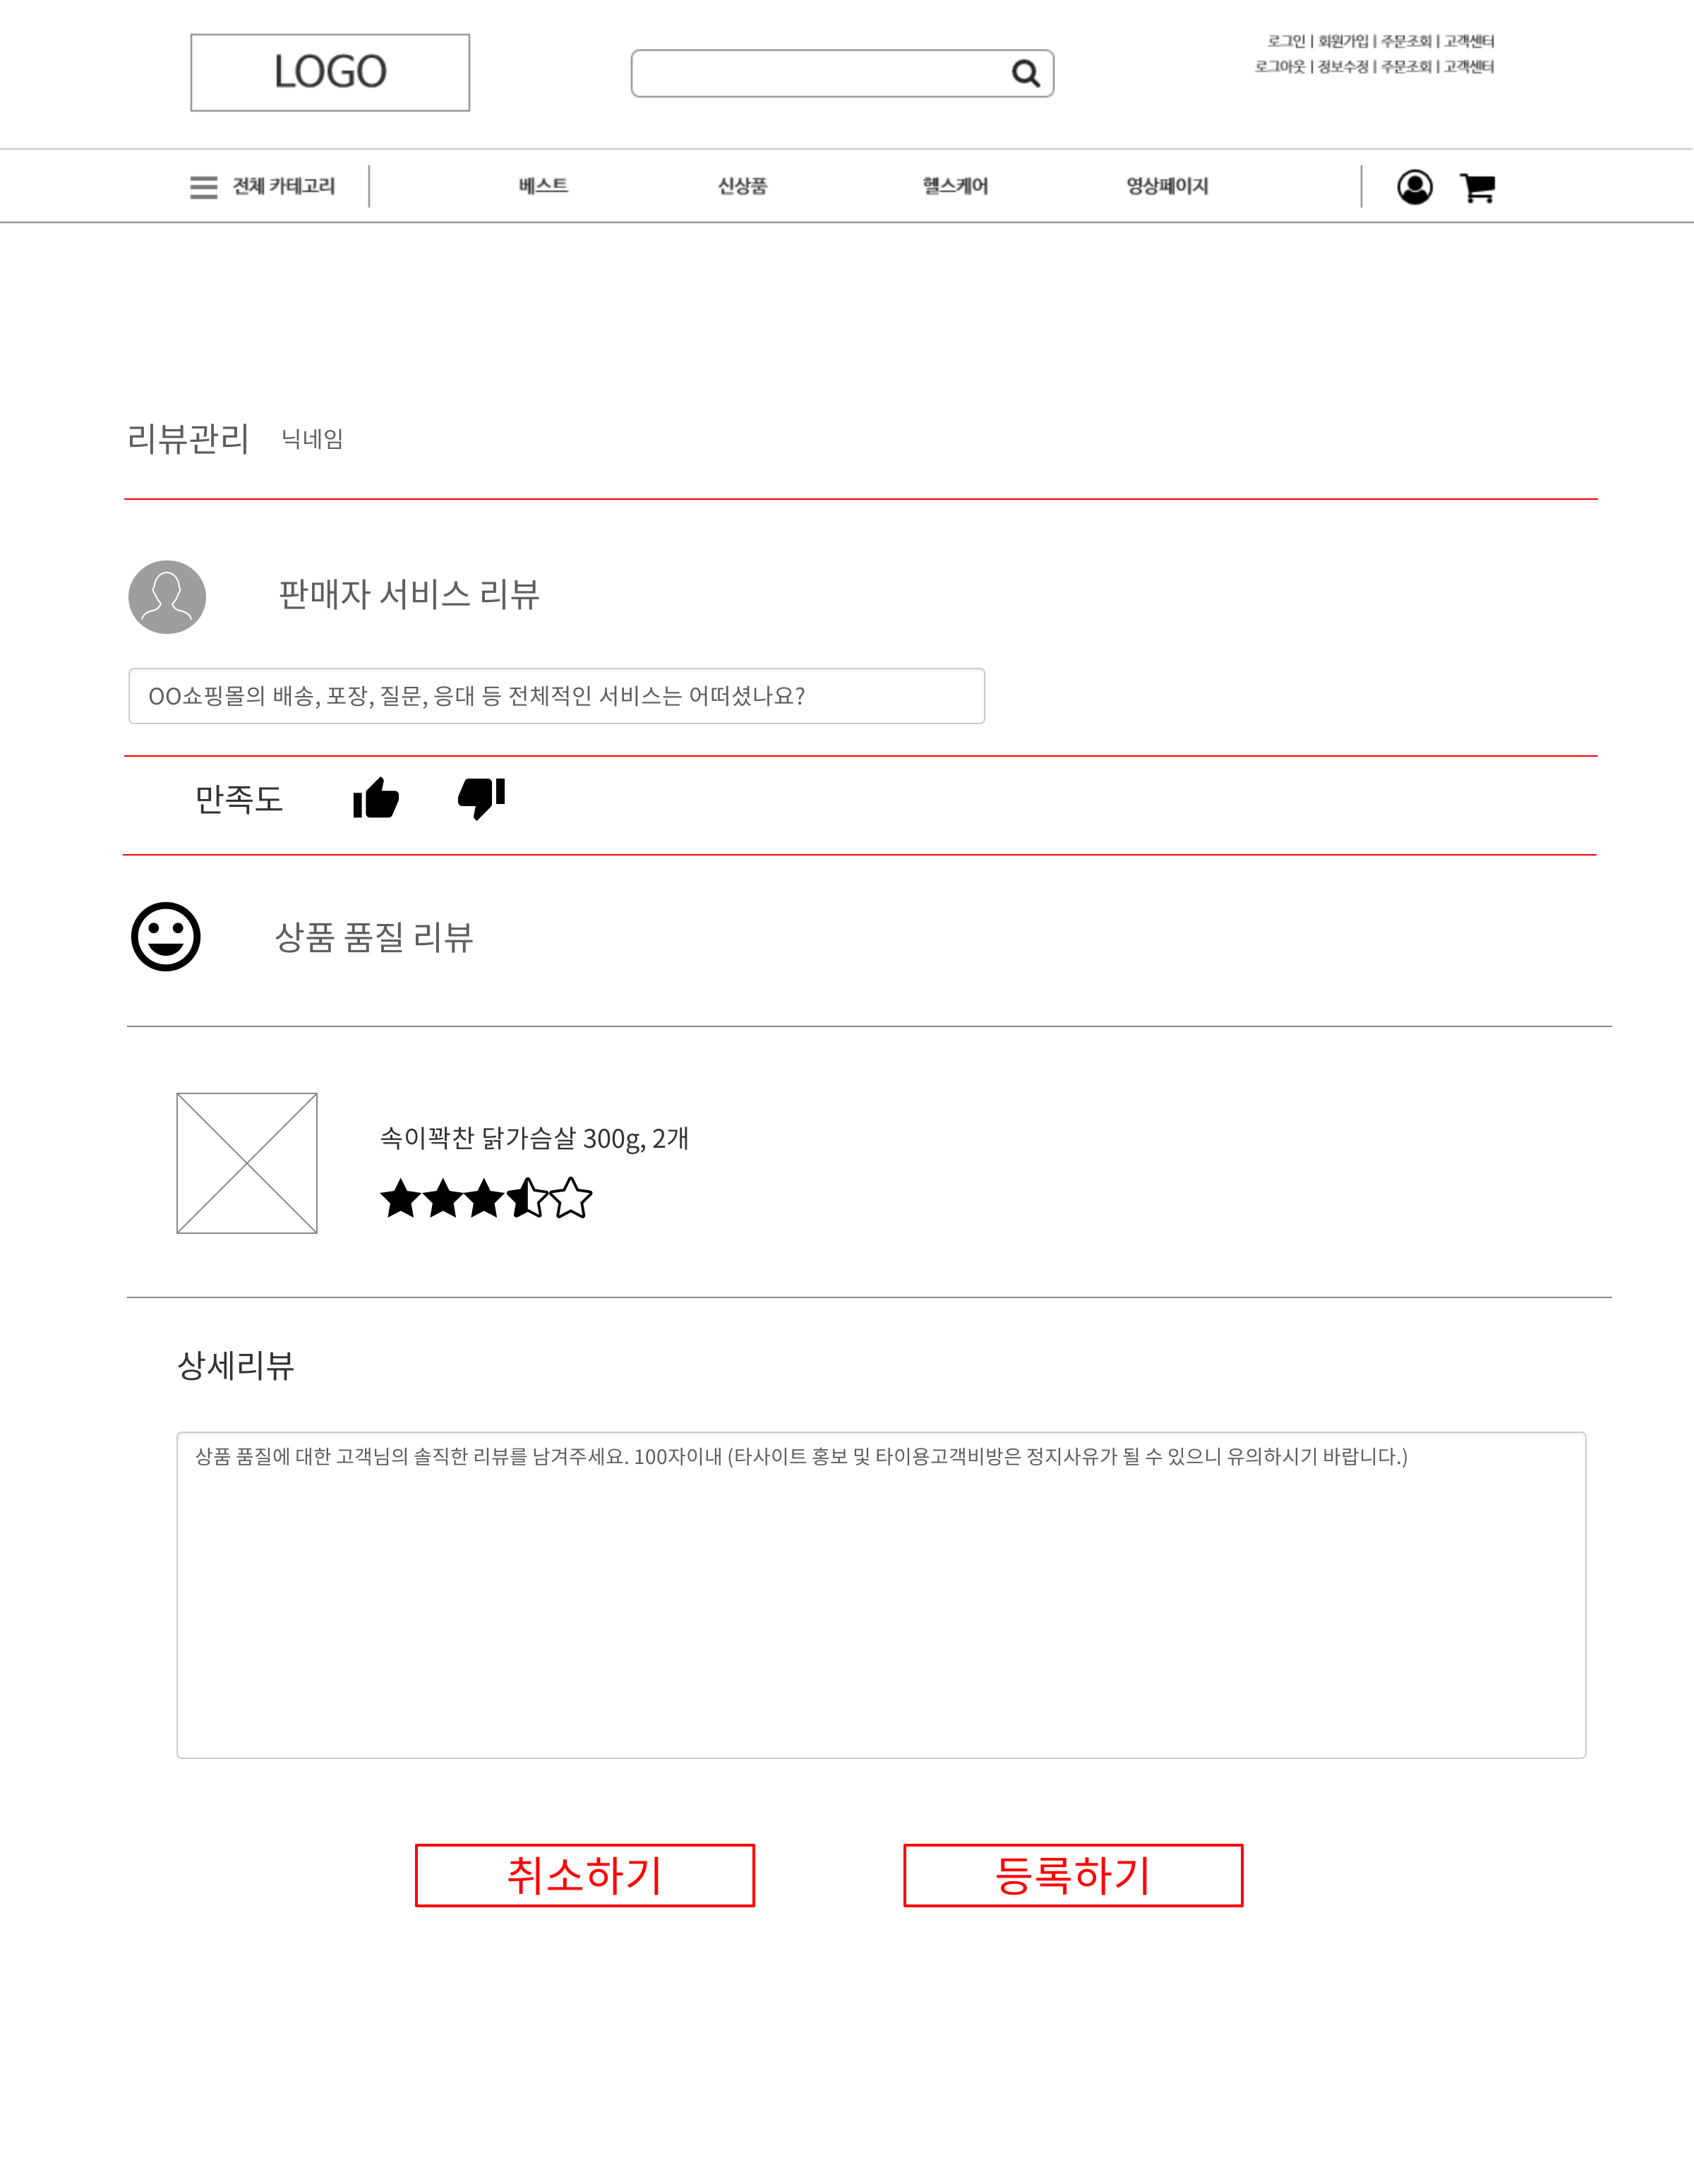 LOGO
로그인 | 회원가입 | 주문조회 | 고객센터
로그아웃 | 정보수정 | 주문조회 | 고객센터
전체 카테고리
베스트
신상품
헬스케어
영상페이지
리뷰관리 닉네임
판매자 서비스 리뷰
OO쇼핑몰의 배송, 포장, 질문, 응대 등 전체적인 서비스는 어떠셨나요?
만족도
상품 품질 리뷰
속이꽉찬 닭가슴살 300g, 2개
상세리뷰
상품 품질에 대한 고객님의 솔직한 리뷰를 남겨주세요. 100자이내 (타사이트 홍보 및 타이용고객비방은 정지사유가 될 수 있으니 유의하시기 바랍니다.)
취소하기
등록하기